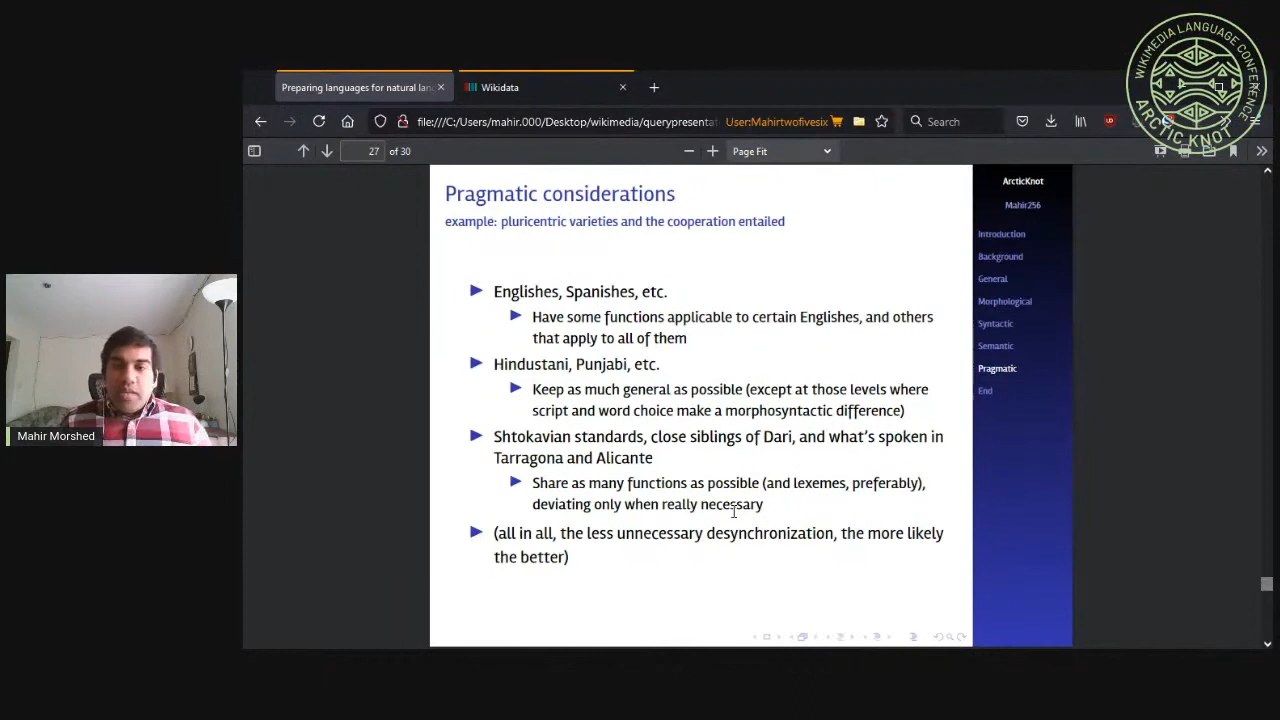 WIKIMEDIA LANGUAGE CONFERENCE
ARCTIC KNOT
Preparing languages for natural lan
Wikidata
file:///C:/Users/mahir.000/Desktop/wikimedia/querypresentat
User:Mahirtwofivesix
Search
27 of 30
Page Fit
Pragmatic considerations
example: pluricentric varieties and the cooperation entailed
Englishes, Spanishes, etc.
Have some functions applicable to certain Englishes, and others
that apply to all of them
Hindustani, Punjabi, etc.
Keep as much general as possible (except at those levels where
script and word choice make a morphosyntactic difference)
Shtokavian standards, close siblings of Dari, and what's spoken in
Tarragona and Alicante
Share as many functions as possible (and lexemes, preferably),
deviating only when really necessary
(all in all, the less unnecessary desynchronization, the more likely
the better)
ArcticKnot
Mahir256
Introduction
Background
General
Morphological
Syntactic
Semantic
Pragmatic
End
Mahir Morshed